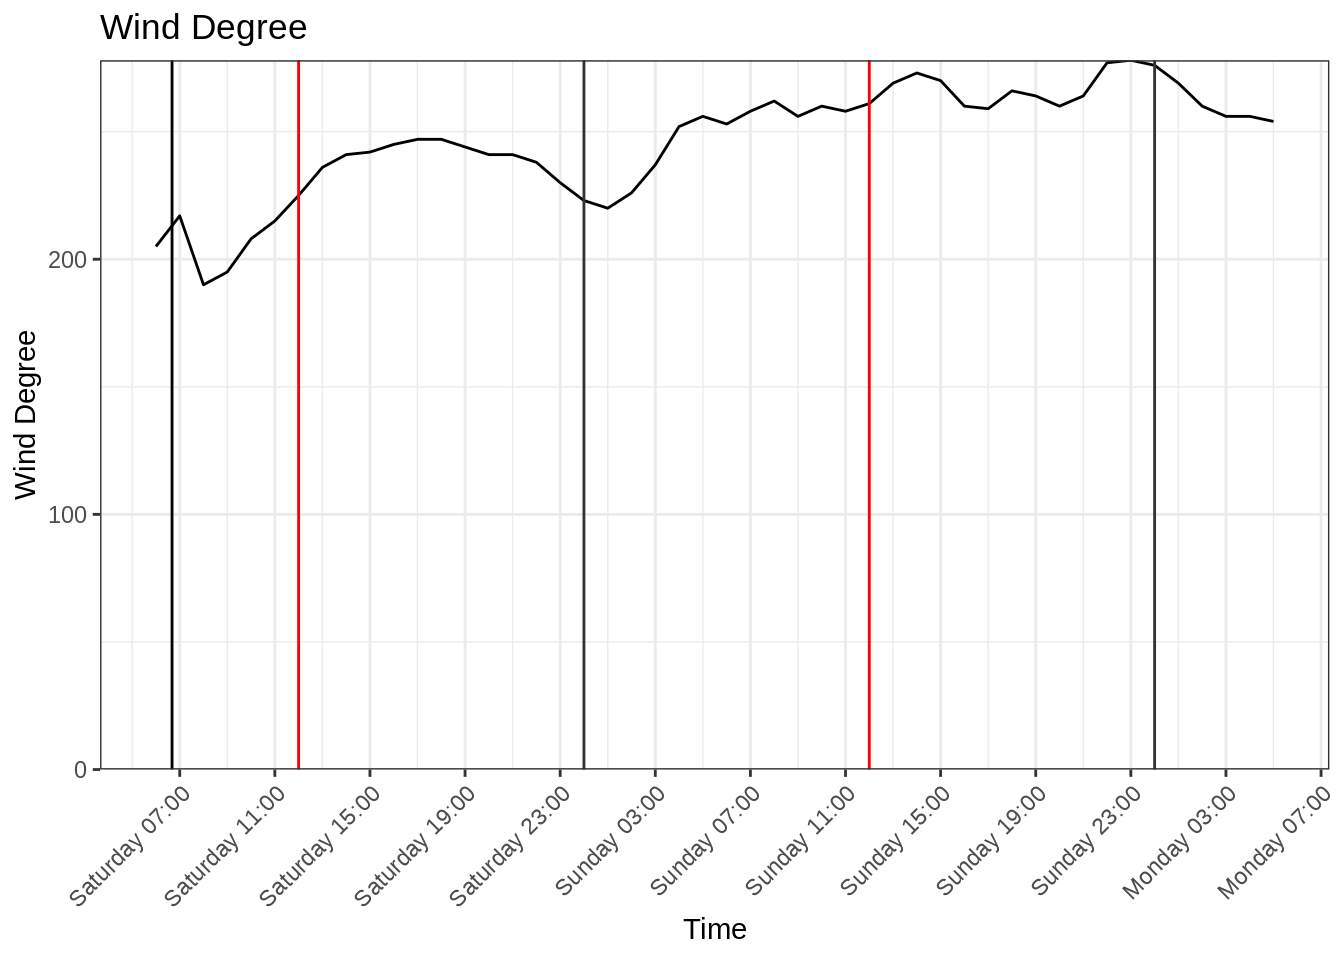 Wind Degree
Wind Degree
200
100
0
Saturday 07:00
Saturday 11:00
Saturday 15:00
Saturday 19:00
Saturday 23:00
Sunday 03:00
Sunday 07:00
Sunday 11:00
Sunday 15:00
Sunday 19:00
Sunday 23:00
Monday 03:00
Monday 07:00
Time